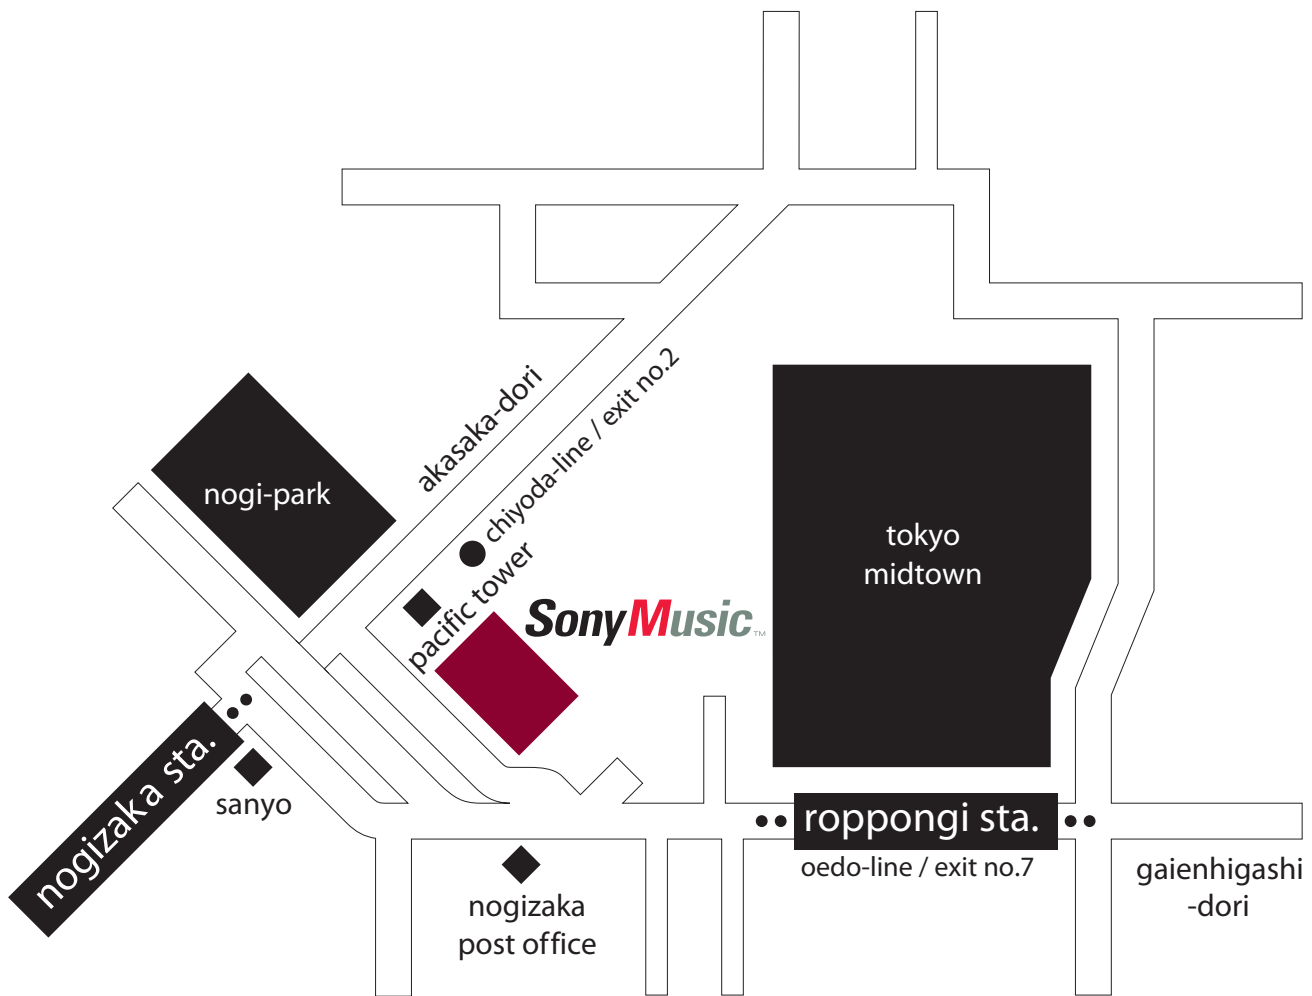 akasaka-dori
chiyoda-line / exit no.2
nogi-park
tokyo
midtown
pacific tower
SonyMusic™
nogizaka sta.
sanyo
roppongi sta.
oedo-line / exit no.7
gaienhigashi
-dori
nogizaka
post office